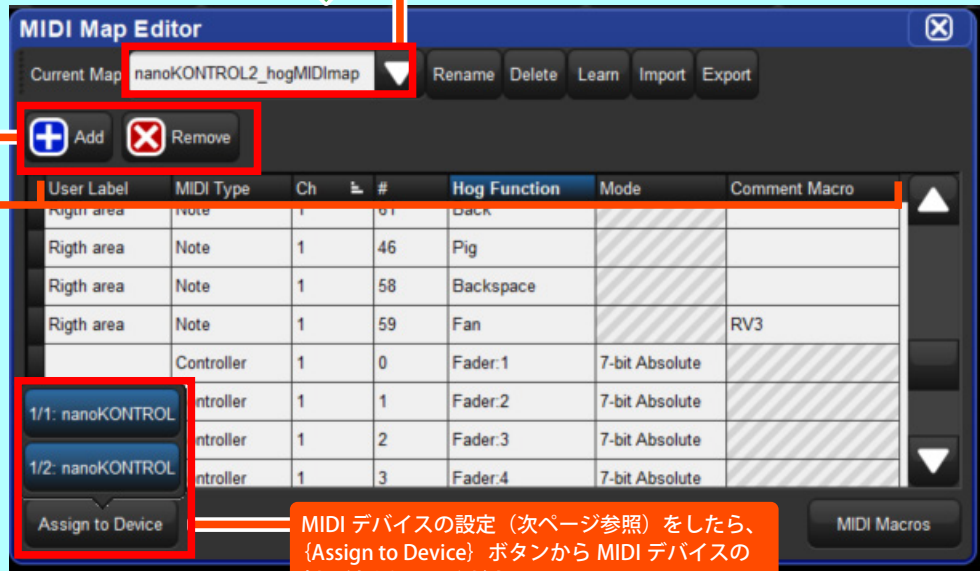 MIDI Map Editor
Current Map nanoKONTROL2_hogMIDImap Rename Delete Learn Import Export
Add Remove
User Label MIDI Type Ch # Hog Function Mode Comment Macro
Rigth area Note 1 61 Back
Rigth area Note 1 46 Pig
Rigth area Note 1 58 Backspace
Rigth area Note 1 59 Fan RV3
Controller 1 0 Fader:1 7-bit Absolute
1/1: nanoKONTROL ntroller 1 1 Fader:2 7-bit Absolute
ntroller 1 2 Fader:3 7-bit Absolute
1/2: nanoKONTROL ntroller 1 3 Fader:4 7-bit Absolute
Assign to Device MIDI Macros
MIDI デバイスの設定（次ページ参照）をしたら、
{Assign to Device} ボタンから MIDI デバイスの